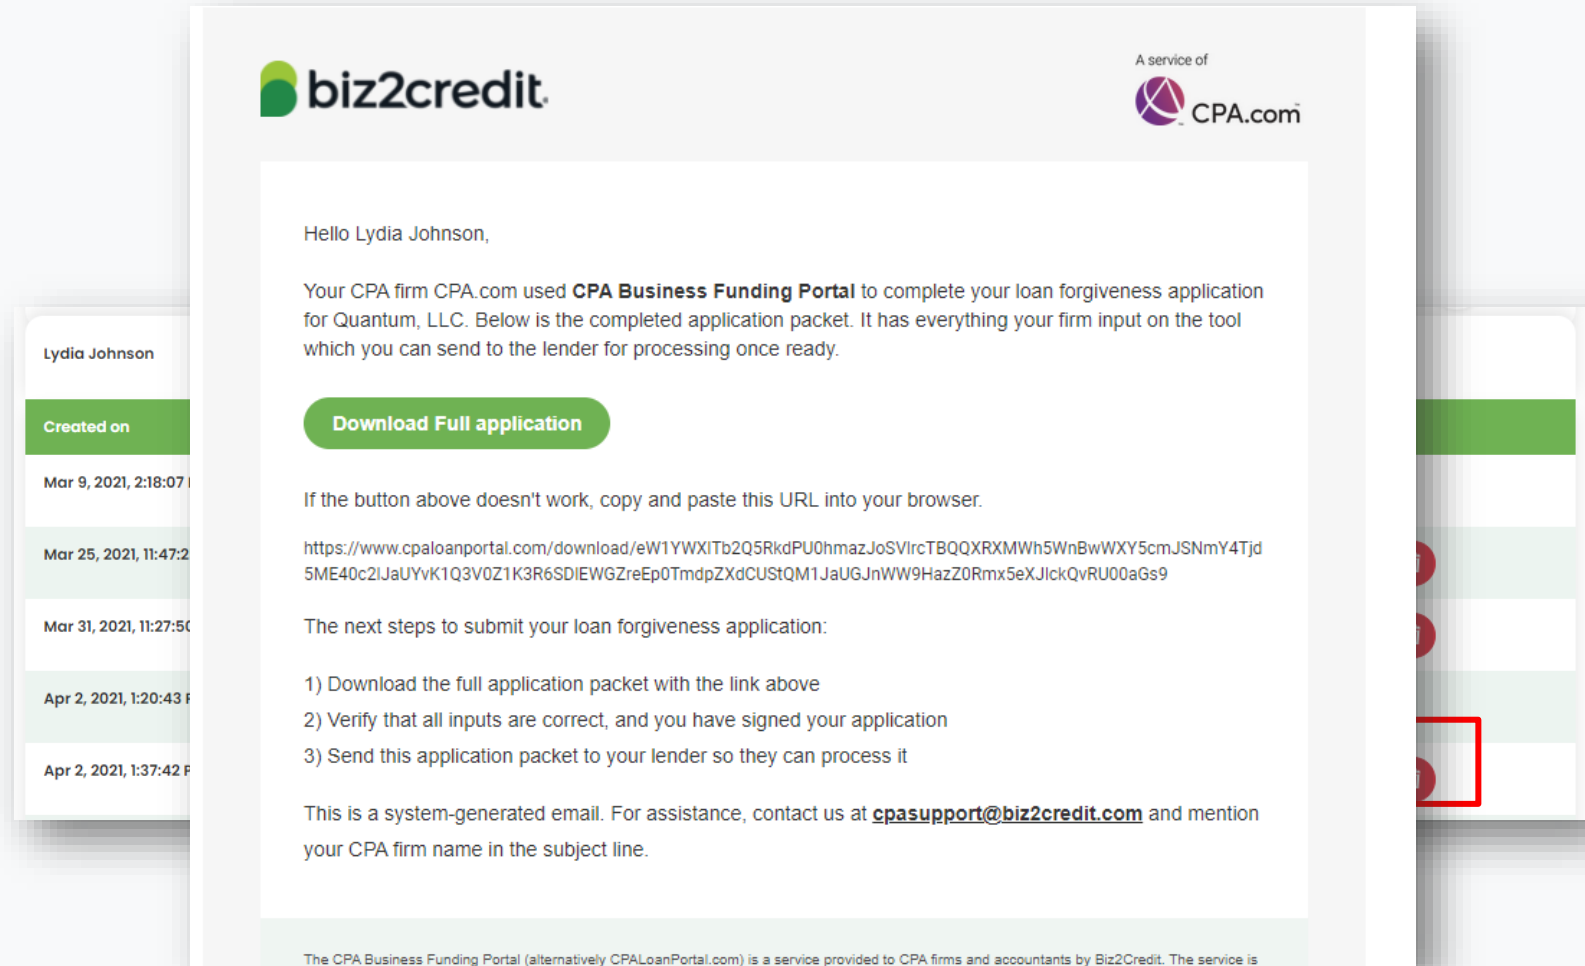 biz2credit
A service of
CPA.com
Hello Lydia Johnson,
Your CPA firm CPA.com used CPA Business Funding Portal to complete your loan forgiveness application
for Quantum, LLC. Below is the completed application packet. It has everything your firm input on the tool
which you can send to the lender for processing once ready.
Download Full application
If the button above doesn't work, copy and paste this URL into your browser.
The next steps to submit your loan forgiveness application:
1) Download the full application packet with the link above
2) Verify that all inputs are correct, and you have signed your application
3) Send this application packet to your lender so they can process it
This is a system-generated email. For assistance, contact us at cpasupport@biz2credit.com and mention
your CPA firm name in the subject line.
The CPA Business Funding Portal (alternatively CPALoanPortal.com) is a service provided to CPA firms and accountants by Biz2Credit. The service is
Lydia Johnson
Created on
Mar 9, 2021, 2:18:07
Mar 25, 2021, 11:47:2
Mar 31, 2021, 11:27:50
Apr 2, 2021, 1:20:43
Apr 2, 2021, 1:37:42